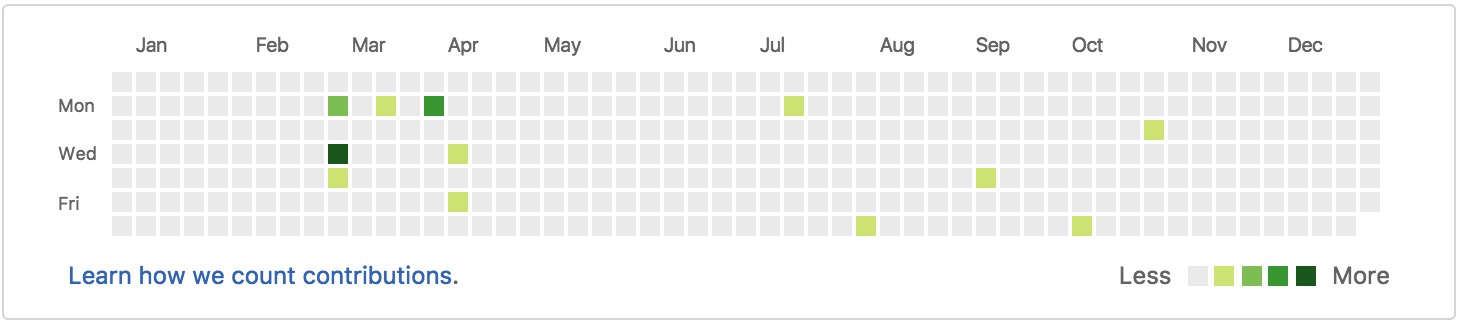 Jan Feb Mar Apr May Jun Jul Aug Sep Oct Nov Dec
Mon
Wed
Fri
Learn how we count contributions. Less More